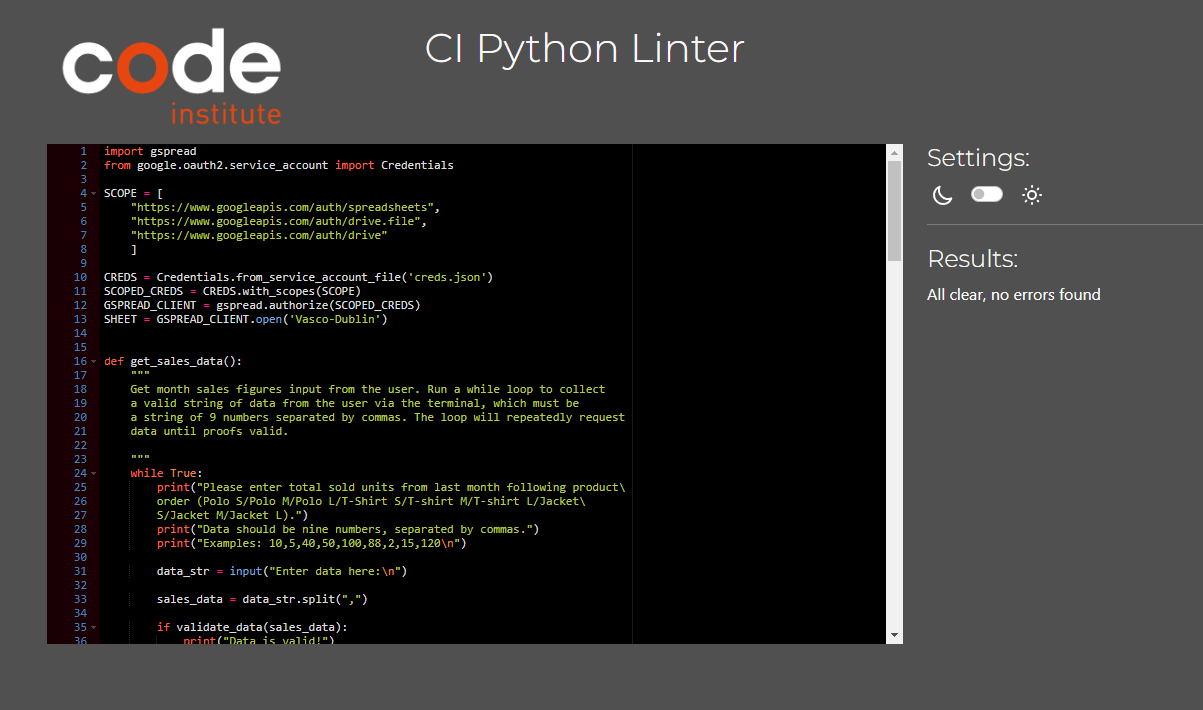 code
institute
CI Python Linter
1 import gspread
2 from google.oauth2.service_account import Credentials
3
4 SCOPE = [
5     "https://www.googleapis.com/auth/spreadsheets",
6     "https://www.googleapis.com/auth/drive.file",
7     "https://www.googleapis.com/auth/drive"
8     ]
9
10 CREDS = Credentials.from_service_account_file('creds.json')
11 SCOPED_CREDS = CREDS.with_scopes(SCOPE)
12 GSPREAD_CLIENT = gspread.authorize(SCOPED_CREDS)
13 SHEET = GSPREAD_CLIENT.open('Vasco-Dublin')
14
15
16 def get_sales_data():
17     """
18     Get month sales figures input from the user. Run a while loop to collect
19     a valid string of data from the user via the terminal, which must be
20     a string of 9 numbers separated by commas. The loop will repeatedly request
21     data until proofs valid.
22
23     """
24     while True:
25         print("Please enter total sold units from last month following product\
26         order (Polo S/Polo M/Polo L/T-Shirt S/T-shirt M/T-shirt L/Jacket\
27         S/Jacket M/Jacket L).")
28         print("Data should be nine numbers, separated by commas.")
29         print("Examples: 10,5,40,50,100,88,2,15,120\n")
30
31         data_str = input("Enter data here:\n")
32
33         sales_data = data_str.split(",")
34
35         if validate_data(sales_data):
36             print("Data is valid!")
Settings:
Results:
All clear, no errors found